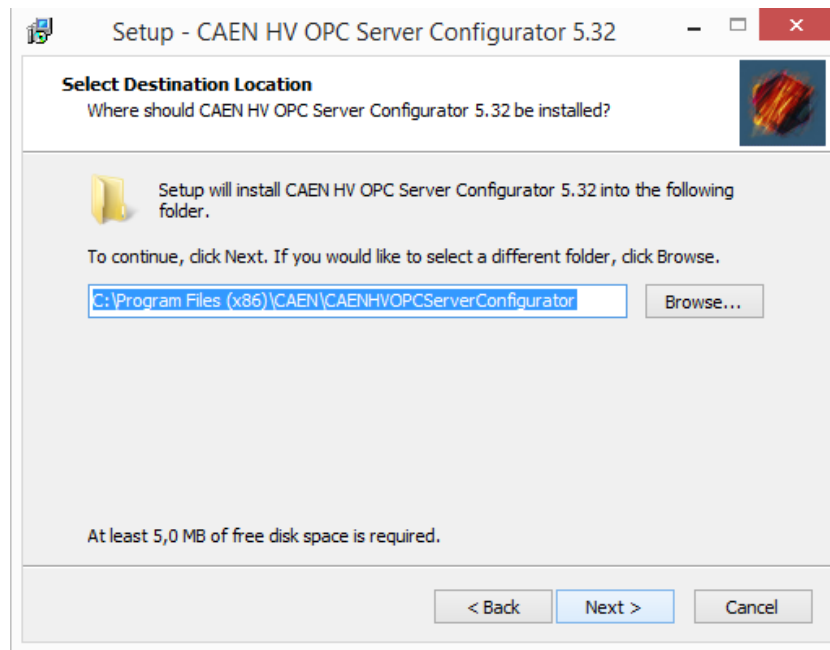 Setup - CAEN HV OPC Server Configurator 5.32
Select Destination Location
Where should CAEN HV OPC Server Configurator 5.32 be installed?
Setup will install CAEN HV OPC Server Configurator 5.32 into the following
folder.
To continue, click Next. If you would like to select a different folder, click Browse.
C:\Program Files (x86)\CAEN\CAENHVOPCServerConfigurator
Browse...
At least 5,0 MB of free disk space is required.
< Back
Next >
Cancel